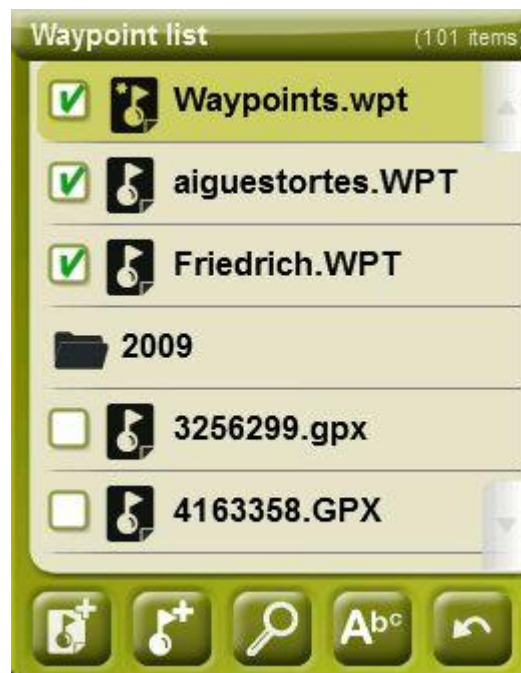 Waypoint list (101 items)
Waypoints.wpt
aiguestortes.WPT
Friedrich.WPT
2009
3256299.gpx
4163358.GPX
Abc